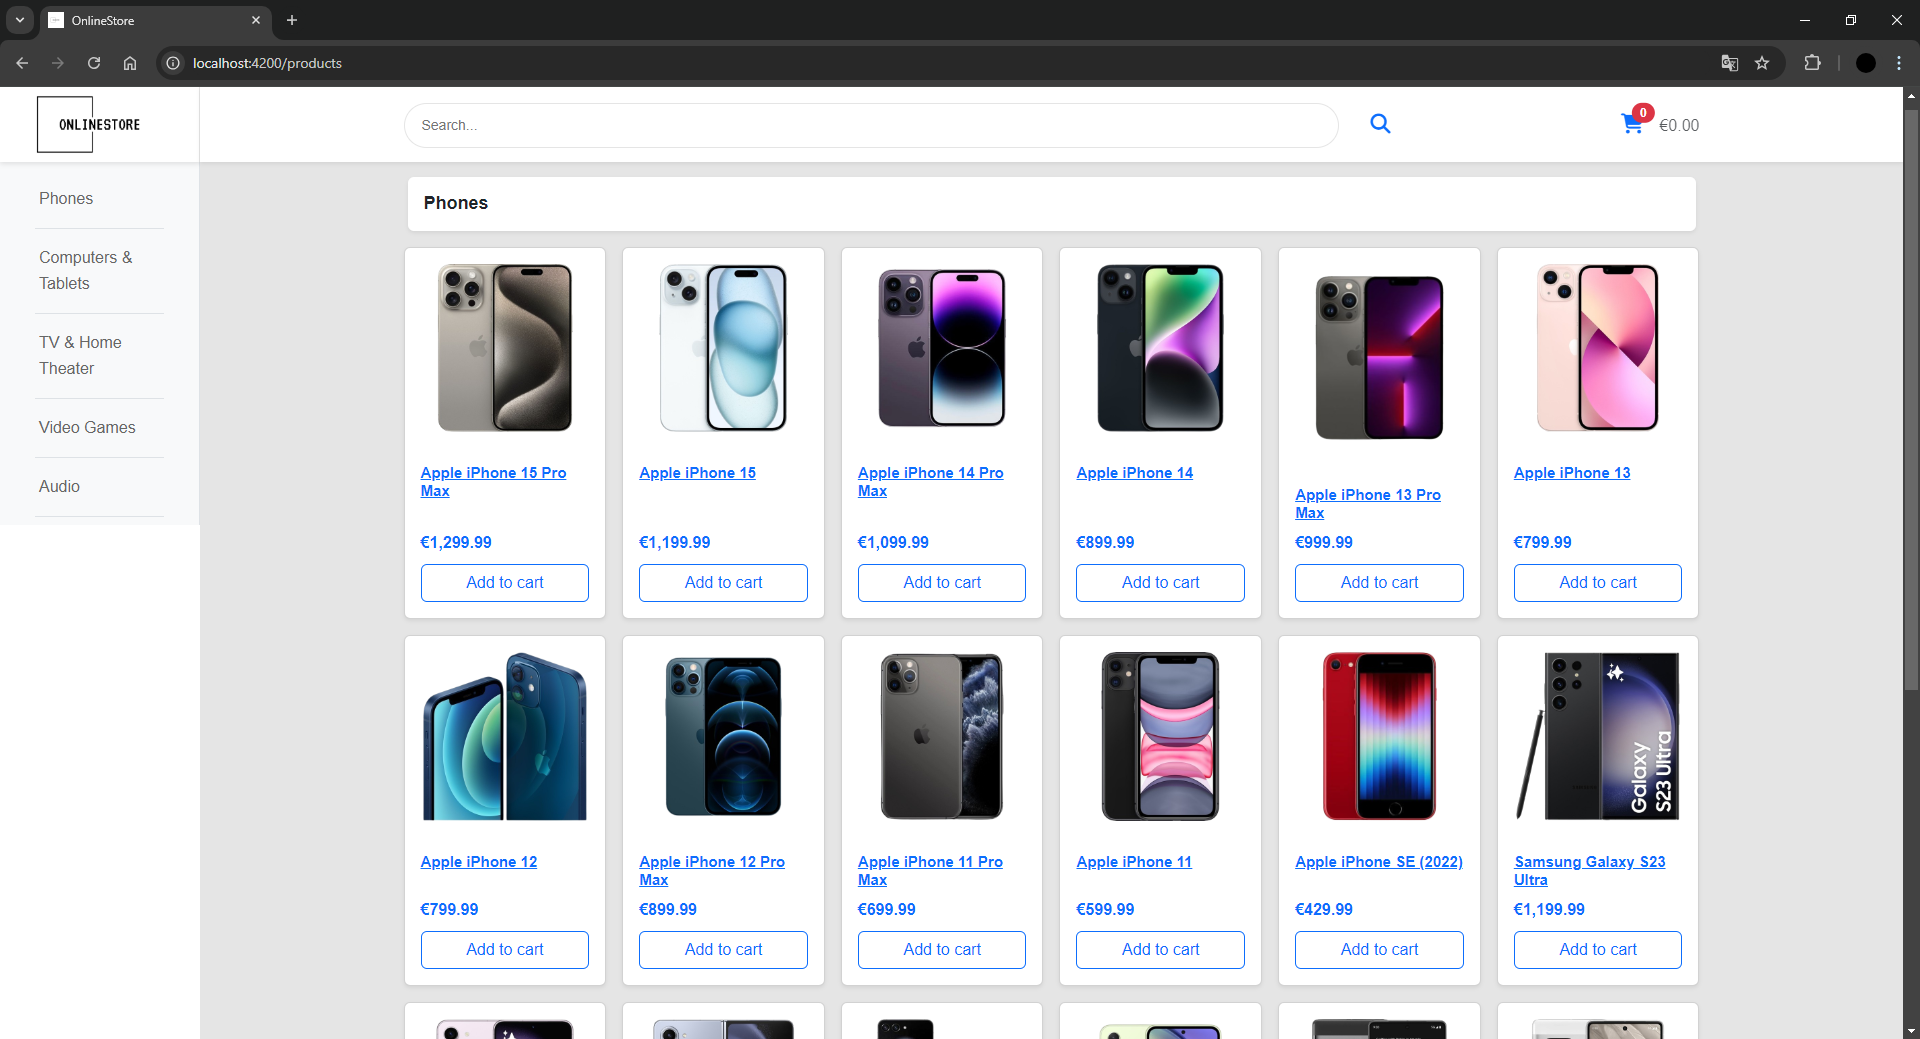 OnlineStore
localhost:4200/products
ONLINESTORE
Search...
0
€0.00
Phones
Computers &
Tablets
TV & Home
Theater
Video Games
Audio
Phones
Apple iPhone 15 Pro
Max
€1,299.99
Add to cart
Apple iPhone 15
€1,199.99
Add to cart
Apple iPhone 14 Pro
Max
€1,099.99
Add to cart
Apple iPhone 14
€899.99
Add to cart
Apple iPhone 13 Pro
Max
€999.99
Add to cart
Apple iPhone 13
€799.99
Add to cart
Apple iPhone 12
€799.99
Add to cart
Apple iPhone 12 Pro
Max
€899.99
Add to cart
Apple iPhone 11 Pro
Max
€699.99
Add to cart
Apple iPhone 11
€599.99
Add to cart
Apple iPhone SE (2022)
€429.99
Add to cart
Galaxy
S23 Ultra
Samsung Galaxy S23
Ultra
€1,199.99
Add to cart